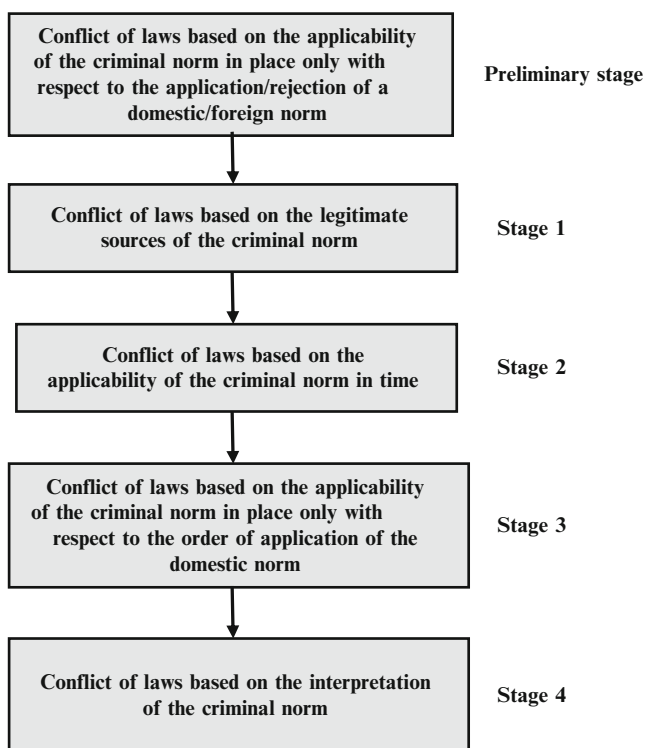 Conflict of laws based on the applicability
of the criminal norm in place only with
respect to the application/rejection of a
domestic/foreign norm
Preliminary stage
Conflict of laws based on the legitimate
sources of the criminal norm
Stage 1
Conflict of laws based on the
applicability of the criminal norm in time
Stage 2
Conflict of laws based on the applicability
of the criminal norm in place only with
respect to the order of application of the
domestic norm
Stage 3
Conflict of laws based on the interpretation
of the criminal norm
Stage 4